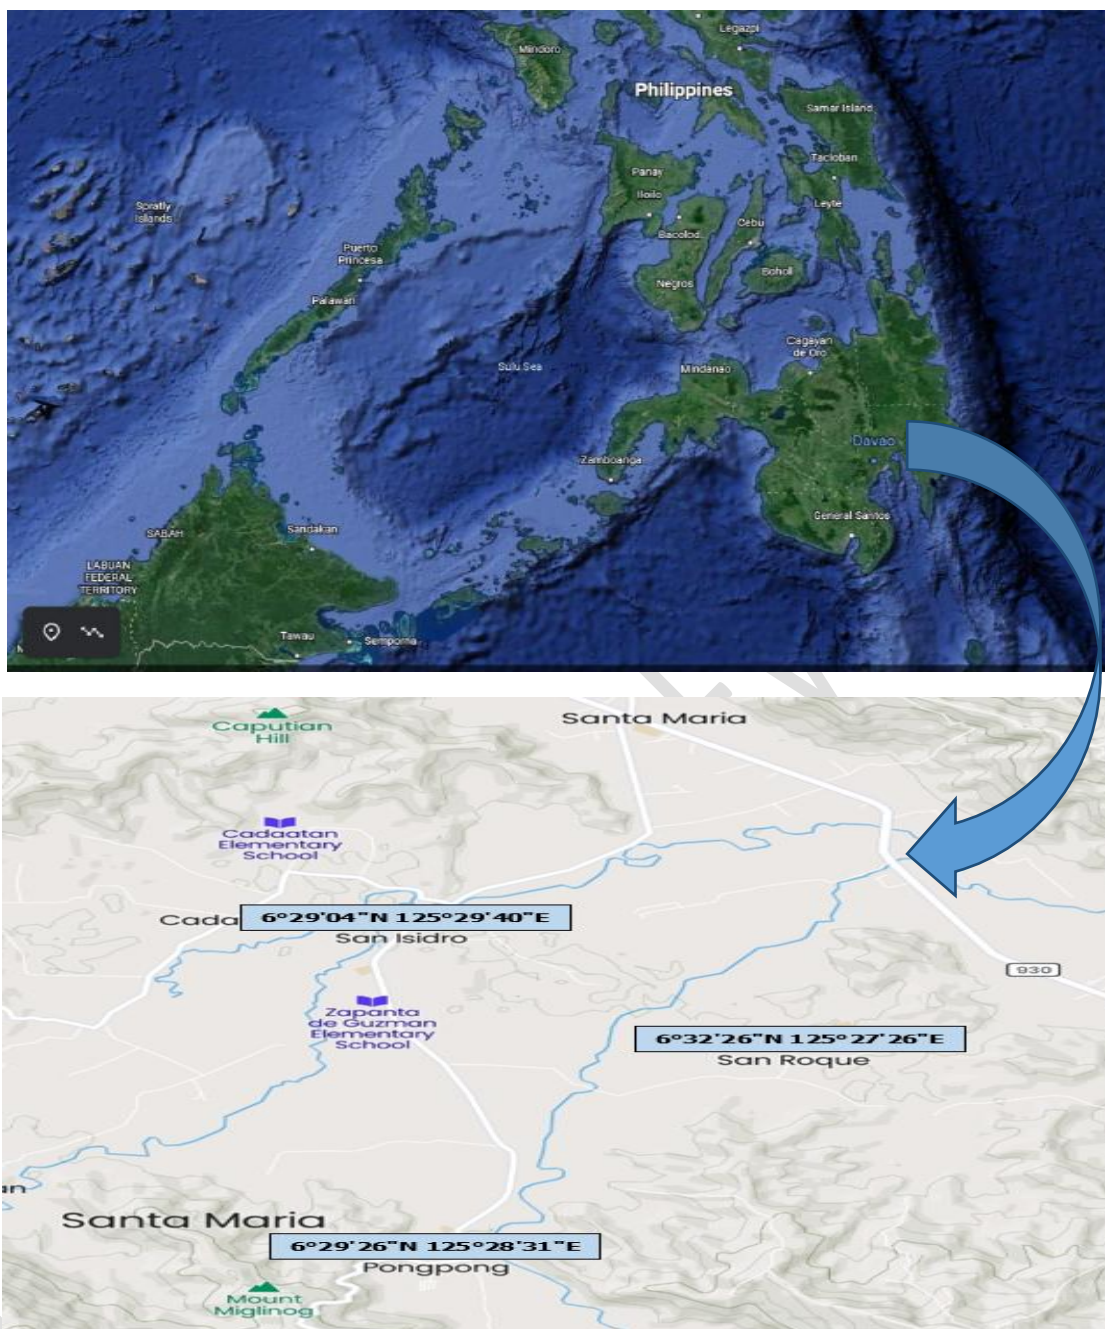 Legazpi
Mindoro
Philippines
Samar Island
Tacloban
Panay
Iloilo
Spratly
Islands
Leyte
Cebu
Bacolod
Puerto
Princesa
Bohol
Negros
Palawan
Cagayan
de Oro
Sulu Sea
Mindanao
Davao
Zamboanga
General Santos
SABAH
Sandakan
LABUAN
FEDERAL
TERRITORY
Tawau
Semporna
Caputian
Hill
Santa Maria
Cadaatan
Elementary
School
Cada
6°29'04"N 125°29'40"E
San Isidro
930
Zapanta
de Guzman
Elementary
School
6°32'26"N 125°27'26"E
San Roque
an
Santa Maria
6°29'26"N 125°28'31"E
Pongpong
Mount
Miglinog